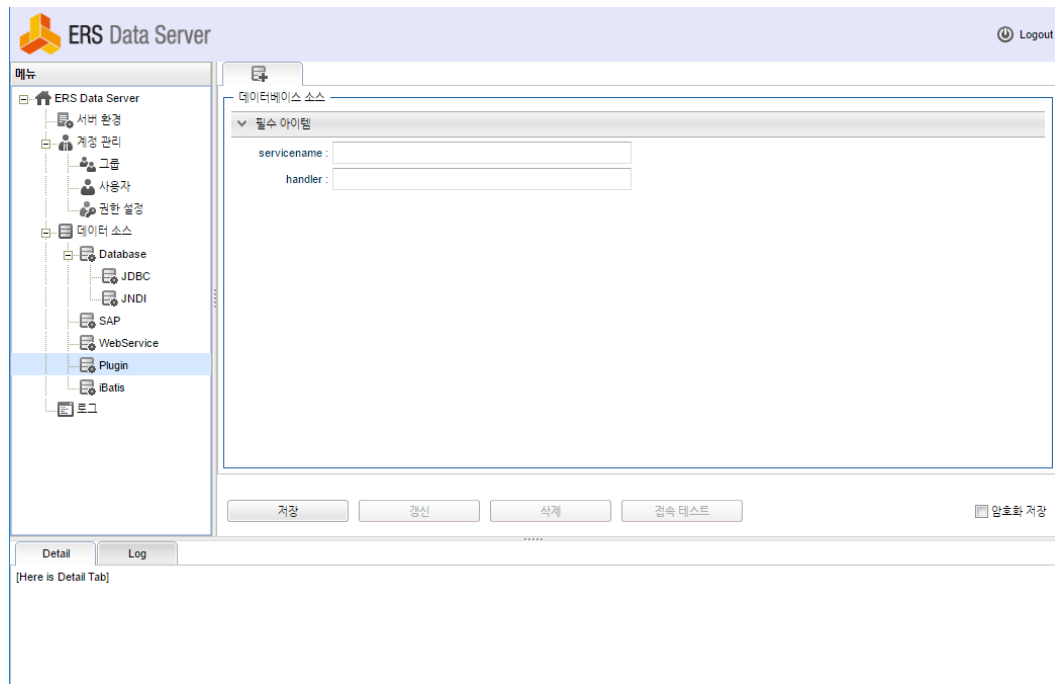 ERS Data Server
Logout
메뉴
ERS Data Server
서버 환경
계정 관리
그룹
사용자
권한 설정
데이터 소스
Database
JDBC
JNDI
SAP
WebService
Plugin
iBatis
로그
데이터베이스 소스
필수 아이템
servicename :
handler :
저장
갱신
삭제
접속 테스트
암호화 저장
Detail
Log
[Here is Detail Tab]